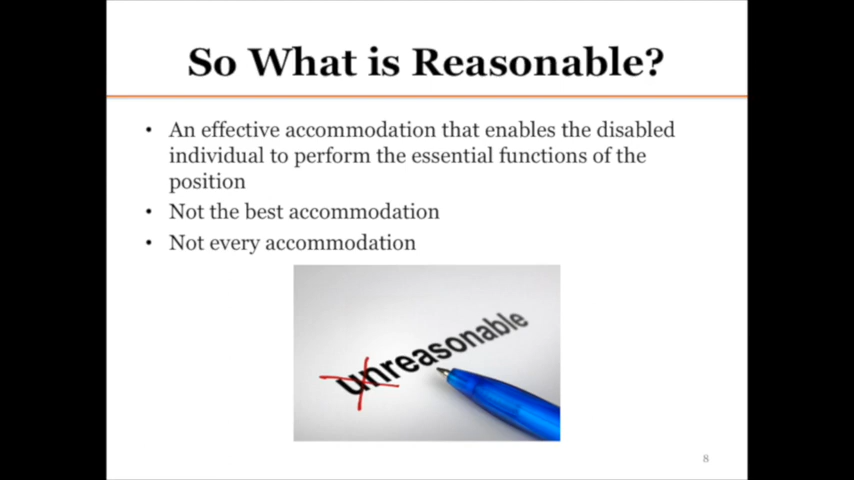 So What is Reasonable?
• An effective accommodation that enables the disabled
individual to perform the essential functions of the
position
• Not the best accommodation
• Not every accommodation
unreasonable
8